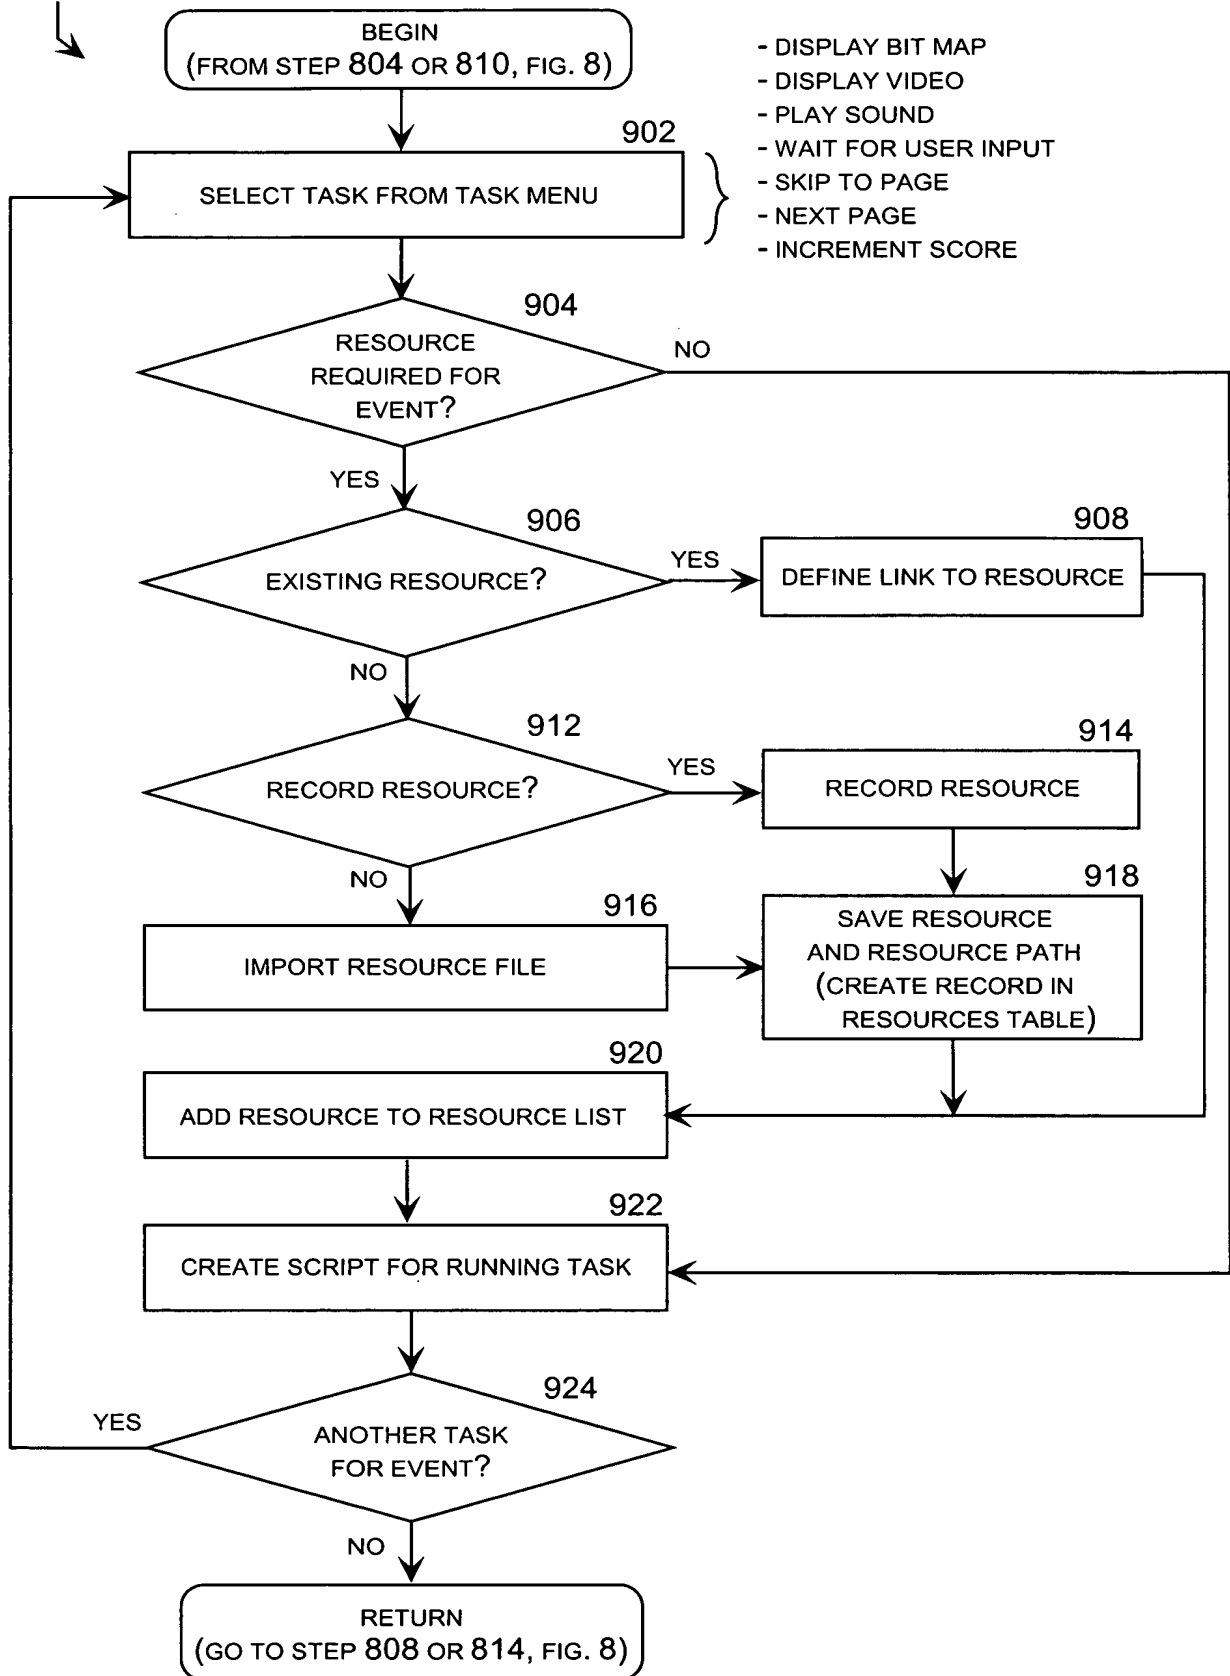 BEGIN
(FROM STEP 804 OR 810, FIG. 8)
- DISPLAY BIT MAP
- DISPLAY VIDEO
- PLAY SOUND
- WAIT FOR USER INPUT
- SKIP TO PAGE
- NEXT PAGE
- INCREMENT SCORE
902
SELECT TASK FROM TASK MENU
904
RESOURCE
REQUIRED FOR
EVENT?
NO
YES
906
EXISTING RESOURCE?
YES
908
DEFINE LINK TO RESOURCE
NO
912
RECORD RESOURCE?
YES
914
RECORD RESOURCE
NO
916
IMPORT RESOURCE FILE
918
SAVE RESOURCE
AND RESOURCE PATH
(CREATE RECORD IN
RESOURCES TABLE)
920
ADD RESOURCE TO RESOURCE LIST
922
CREATE SCRIPT FOR RUNNING TASK
924
YES
ANOTHER TASK
FOR EVENT?
NO
RETURN
(GO TO STEP 808 OR 814, FIG. 8)